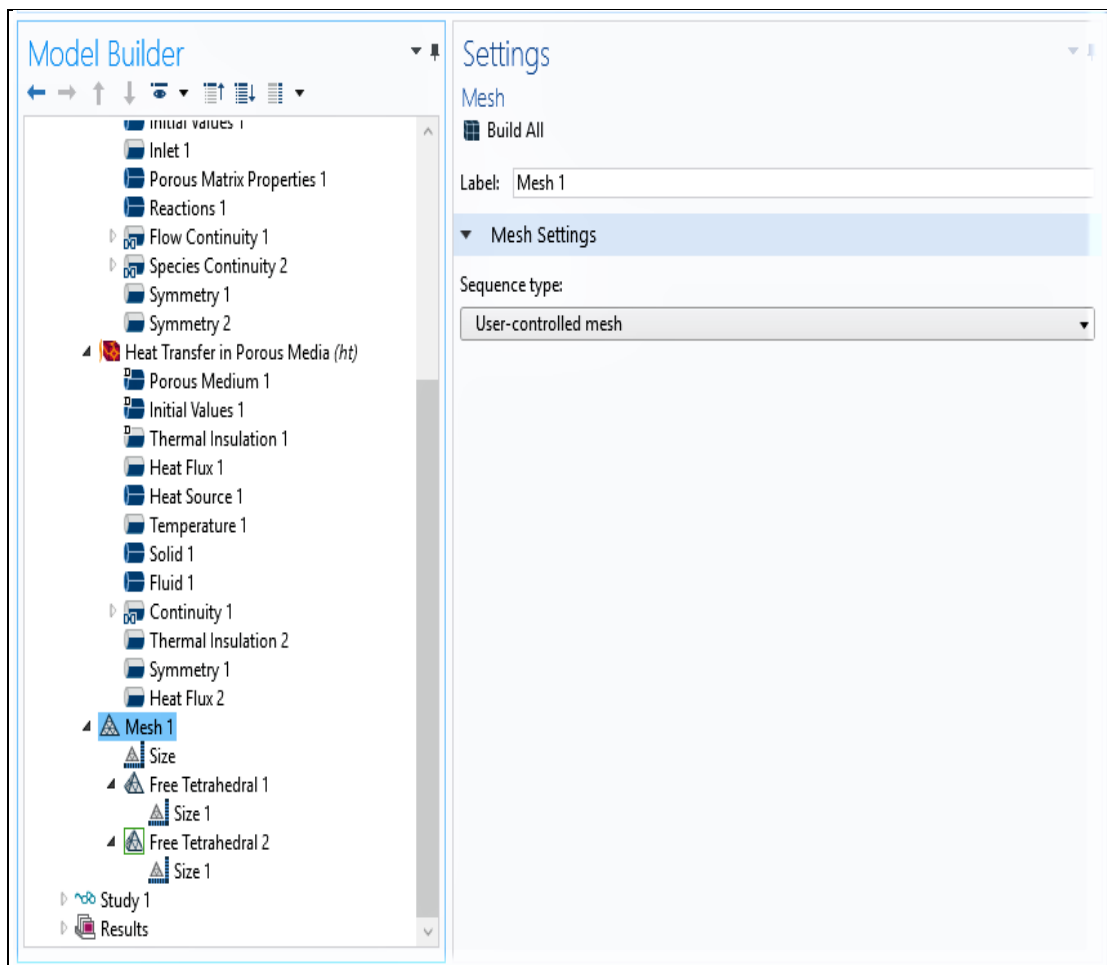 Model Builder
Initial Values 1
Inlet 1
Porous Matrix Properties 1
Reactions 1
Flow Continuity 1
Species Continuity 2
Symmetry 1
Symmetry 2
Heat Transfer in Porous Media (ht)
Porous Medium 1
Initial Values 1
Thermal Insulation 1
Heat Flux 1
Heat Source 1
Temperature 1
Solid 1
Fluid 1
Continuity 1
Thermal Insulation 2
Symmetry 1
Heat Flux 2
Mesh 1
Size
Free Tetrahedral 1
Size 1
Free Tetrahedral 2
Size 1
Study 1
Results
Settings
Mesh
Build All
Label: Mesh 1
Mesh Settings
Sequence type:
User-controlled mesh